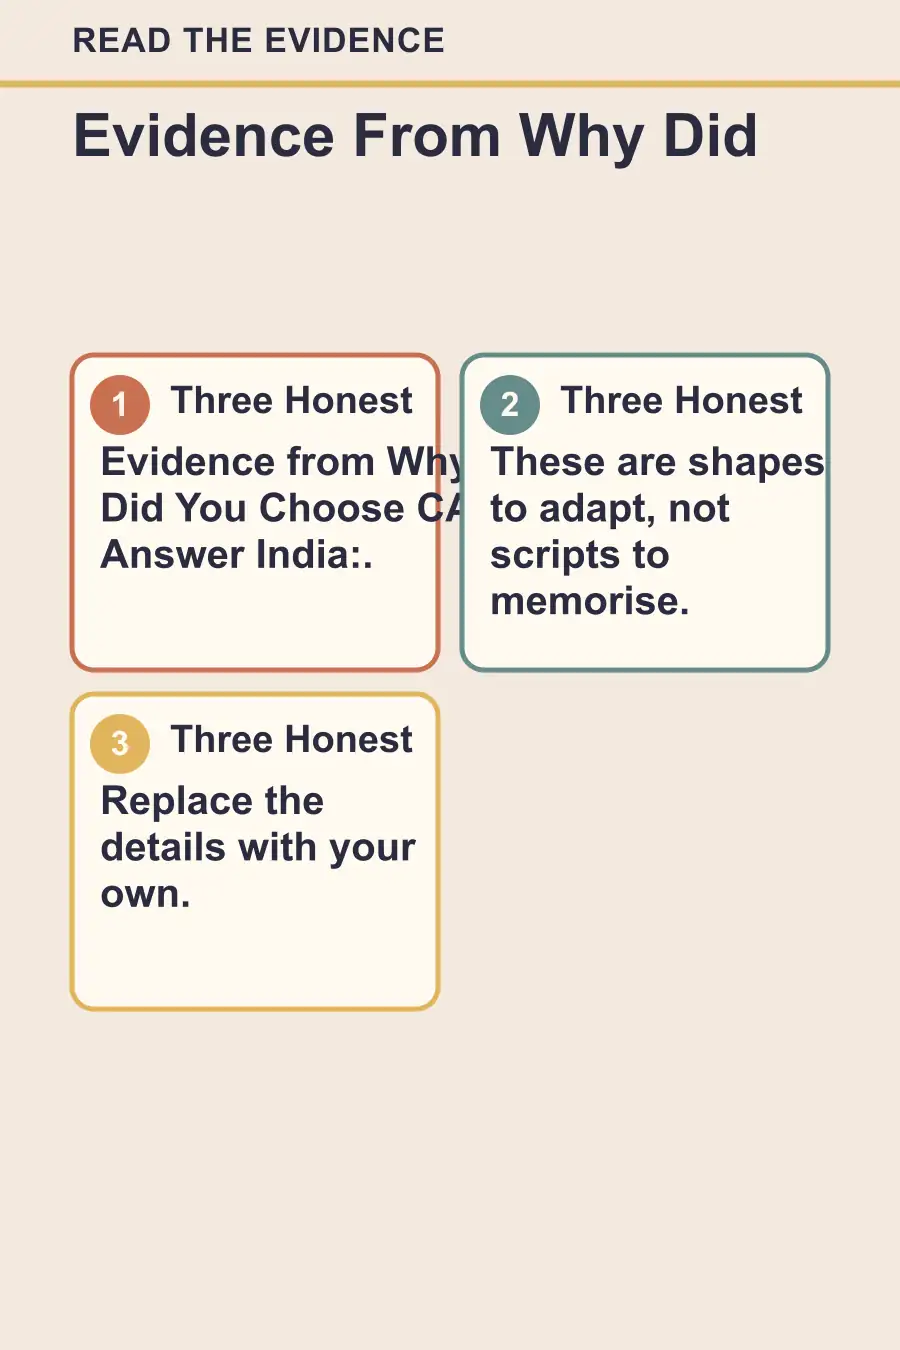 READ THE EVIDENCE
Evidence From Why Did
1 Three Honest
Evidence from Why
Did You Choose CA
Answer India:.
2 Three Honest
These are shapes
to adapt, not
scripts to
memorise.
3 Three Honest
Replace the
details with your
own.